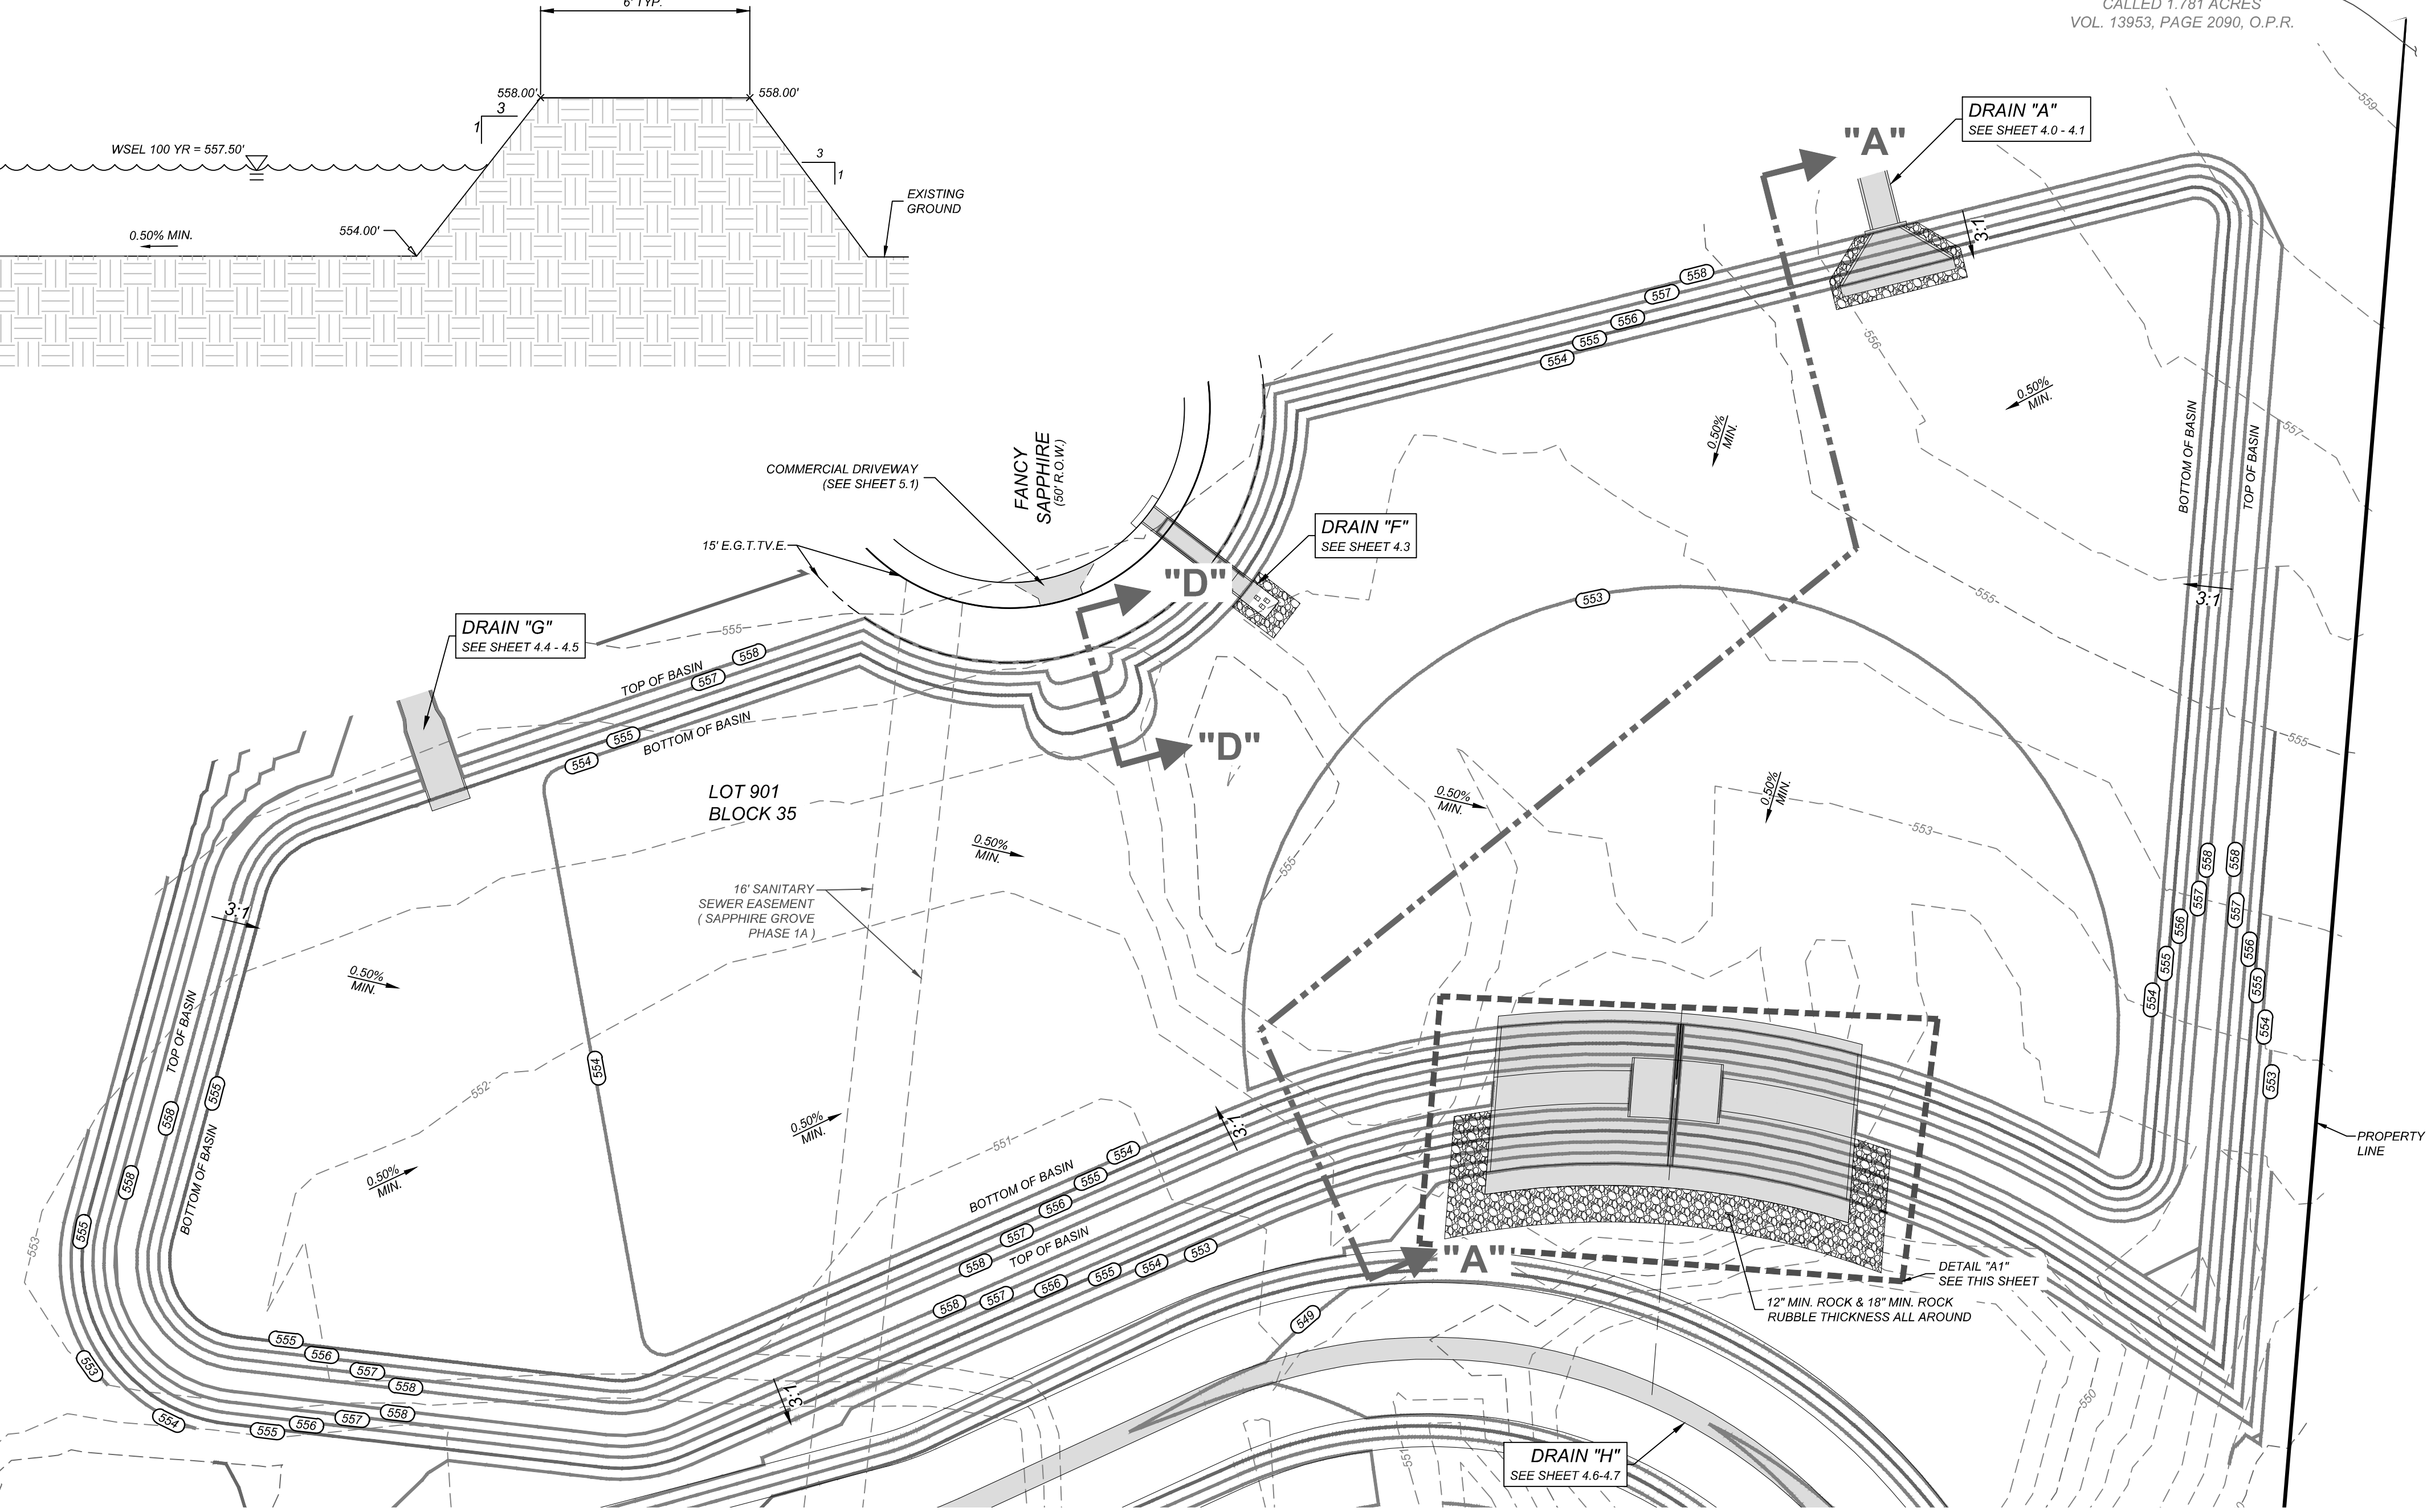 6' TYP.
558.00'
558.00'
3
1
3
1
WSEL 100 YR = 557.50'
EXISTING
GROUND
0.50% MIN.
554.00'
CALLED 1.781 ACRES
VOL. 13953, PAGE 2090, O.P.R.
559
DRAIN "A"
SEE SHEET 4.0 - 4.1
"A"
3:1
558
557
556
555
554
556
0.50%
MIN.
0.50%
MIN.
557
BOTTOM OF BASIN
TOP OF BASIN
COMMERCIAL DRIVEWAY
(SEE SHEET 5.1)
FANCY
SAPPHIRE
(50' R.O.W.)
15' E.G.T.TV.E.
DRAIN "F"
SEE SHEET 4.3
"D"
553
555
3:1
DRAIN "G"
SEE SHEET 4.4 - 4.5
555
TOP OF BASIN
558
557
555
554
BOTTOM OF BASIN
"D"
555
LOT 901
BLOCK 35
0.50%
MIN.
0.50%
MIN.
0.50%
MIN.
553
555
16' SANITARY
SEWER EASEMENT
( SAPPHIRE GROVE
PHASE 1A )
3:1
0.50%
MIN.
558
557
556
555
554
558
557
556
555
554
553
TOP OF BASIN
558
555
BOTTOM OF BASIN
558
555
553
552
554
0.50%
MIN.
0.50%
MIN.
551
3:1
BOTTOM OF BASIN
554
555
556
557
558
TOP OF BASIN
553
554
555
556
557
558
"A"
PROPERTY
LINE
DETAIL "A1"
SEE THIS SHEET
12" MIN. ROCK & 18" MIN. ROCK
RUBBLE THICKNESS ALL AROUND
549
553
554
555
556
557
558
555
556
557
558
3:1
550
551
DRAIN "H"
SEE SHEET 4.6-4.7